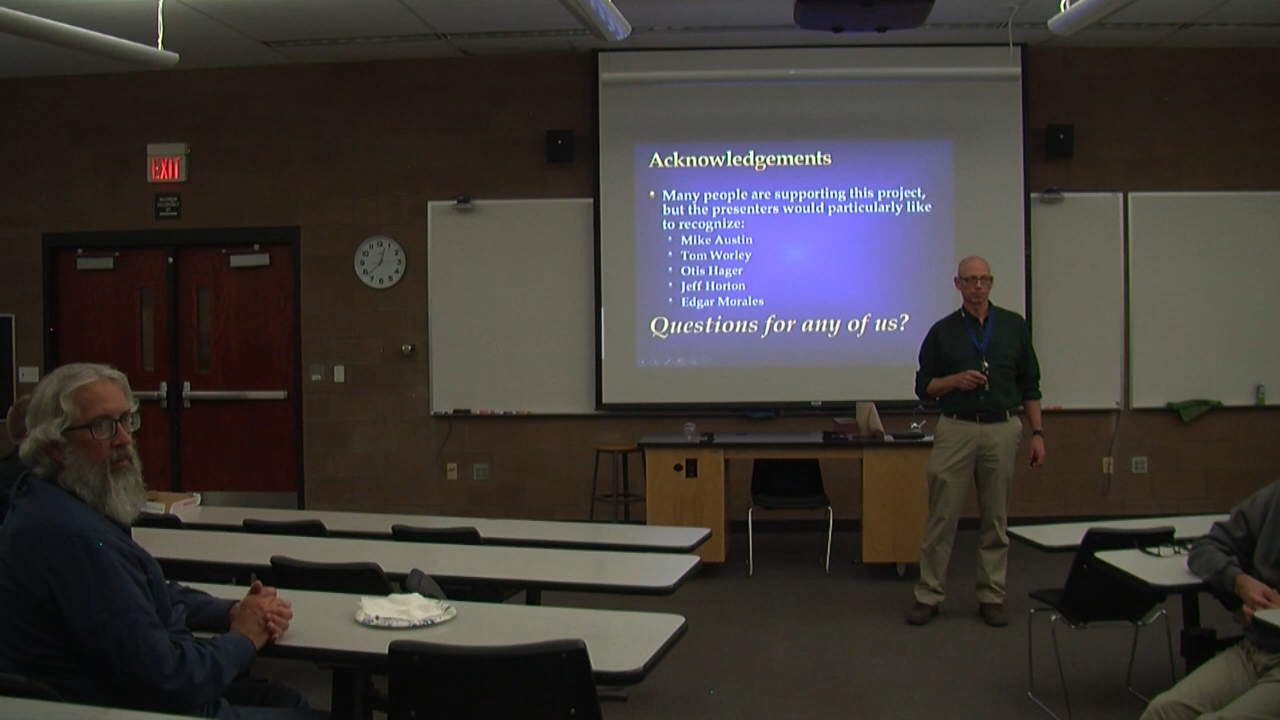 EXIT
Acknowledgements
Many people are supporting this project,
but the presenters would particularly like
to recognize:
Mike Austin
Tom Worley
Otis Hager
Jeff Horton
Edgar Morales
Questions for any of us?